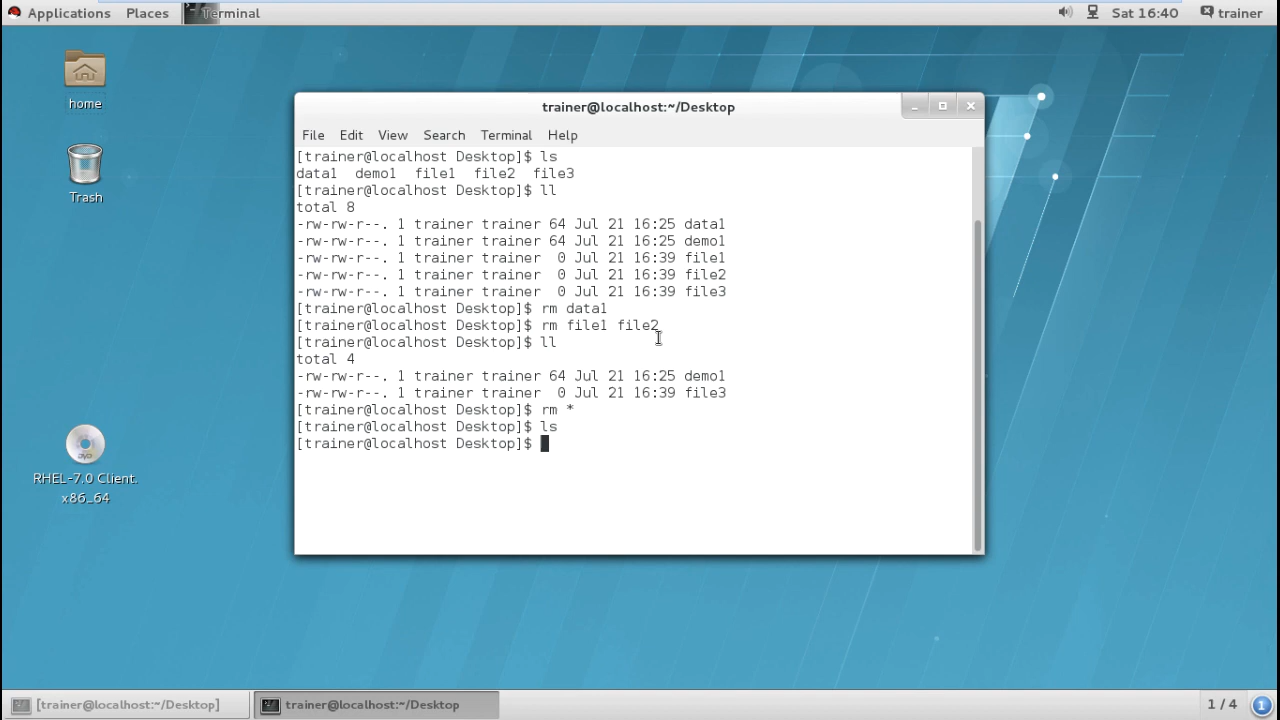 Applications Places Terminal Sat 16:40 trainer
home
Trash
RHEL-7.0 Client.
x86_64
trainer@localhost:~/Desktop
File Edit View Search Terminal Help
[trainer@localhost Desktop]$ ls
data1 demo1 file1 file2 file3
[trainer@localhost Desktop]$ ll
total 8
-rw-rw-r--. 1 trainer trainer 64 Jul 21 16:25 data1
-rw-rw-r--. 1 trainer trainer 64 Jul 21 16:25 demo1
-rw-rw-r--. 1 trainer trainer  0 Jul 21 16:39 file1
-rw-rw-r--. 1 trainer trainer  0 Jul 21 16:39 file2
-rw-rw-r--. 1 trainer trainer  0 Jul 21 16:39 file3
[trainer@localhost Desktop]$ rm data1
[trainer@localhost Desktop]$ rm file1 file2
[trainer@localhost Desktop]$ ll
total 4
-rw-rw-r--. 1 trainer trainer 64 Jul 21 16:25 demo1
-rw-rw-r--. 1 trainer trainer  0 Jul 21 16:39 file3
[trainer@localhost Desktop]$ rm *
[trainer@localhost Desktop]$ ls
[trainer@localhost Desktop]$
[trainer@localhost:~/Desktop] trainer@localhost:~/Desktop 1 / 4 1